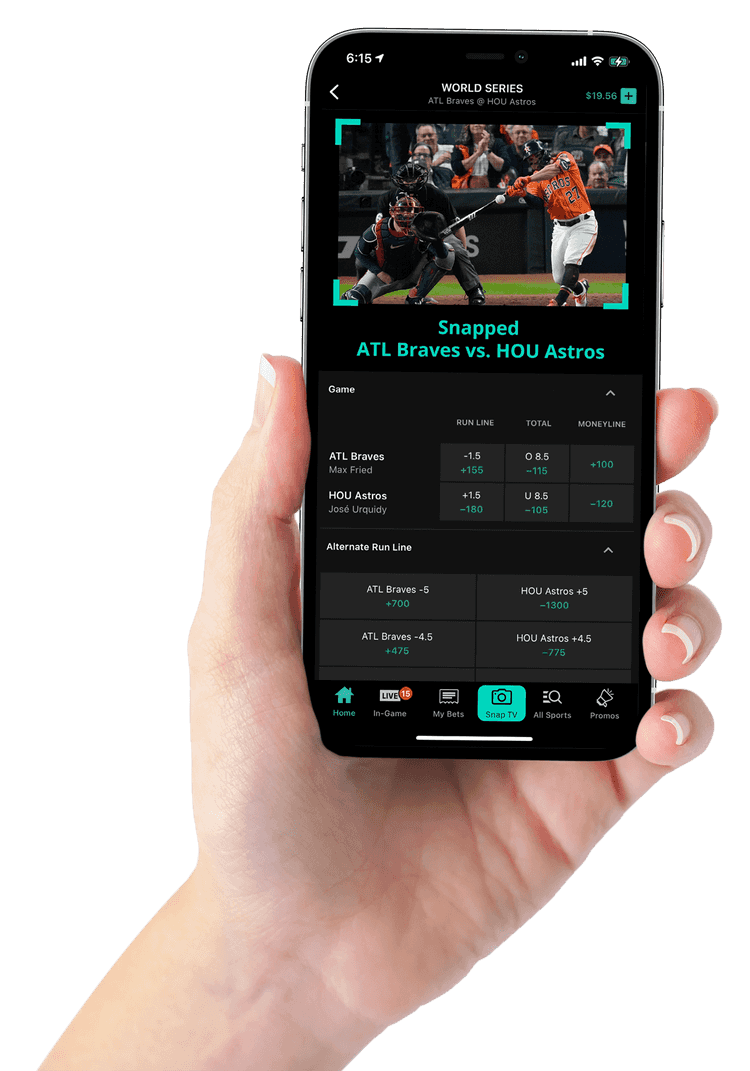 6:15
WORLD SERIES
ATL Braves @ HOU Astros
$19.56 +
ASTROS
27
Snapped
ATL Braves vs. HOU Astros
Game
RUN LINE TOTAL MONEYLINE
ATL Braves
Max Fried
-1.5 O 8.5
+155 −115 +100
HOU Astros
José Urquidy
+1.5 U 8.5
−180 −105 −120
Alternate Run Line
ATL Braves -5 HOU Astros +5
+700 −1300
ATL Braves -4.5 HOU Astros +4.5
+475 −775
LIVE 15
Home In-Game My Bets Snap TV All Sports Promos